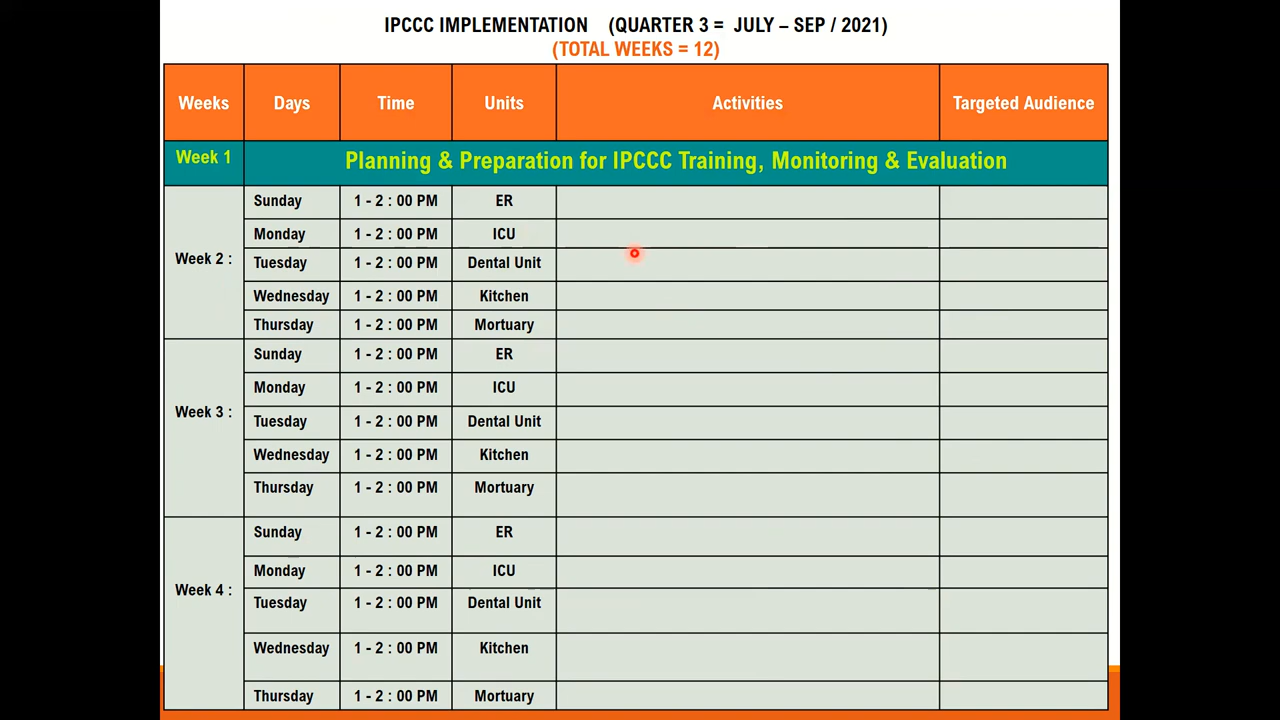 IPCCC IMPLEMENTATION (QUARTER 3 = JULY – SEP / 2021)
(TOTAL WEEKS = 12)
Weeks Days Time Units Activities Targeted Audience
Week 1 Planning & Preparation for IPCCC Training, Monitoring & Evaluation
Week 2 :
Sunday 1 - 2 : 00 PM ER
Monday 1 - 2 : 00 PM ICU
Tuesday 1 - 2 : 00 PM Dental Unit
Wednesday 1 - 2 : 00 PM Kitchen
Thursday 1 - 2 : 00 PM Mortuary
Week 3 :
Sunday 1 - 2 : 00 PM ER
Monday 1 - 2 : 00 PM ICU
Tuesday 1 - 2 : 00 PM Dental Unit
Wednesday 1 - 2 : 00 PM Kitchen
Thursday 1 - 2 : 00 PM Mortuary
Week 4 :
Sunday 1 - 2 : 00 PM ER
Monday 1 - 2 : 00 PM ICU
Tuesday 1 - 2 : 00 PM Dental Unit
Wednesday 1 - 2 : 00 PM Kitchen
Thursday 1 - 2 : 00 PM Mortuary